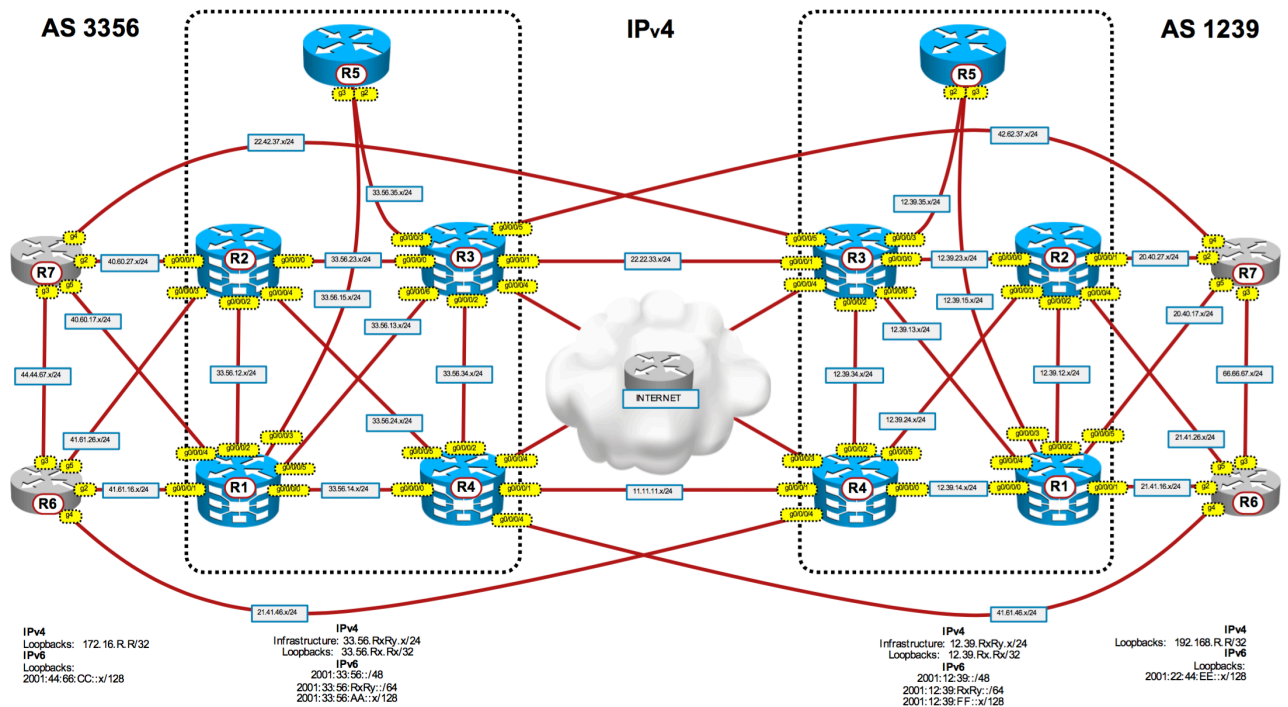 AS 3356
IPv4
AS 1239
R5
g3 g2
R5
g2 g3
22.42.37.x/24
42.62.37.x/24
33.56.35.x/24
12.39.35.x/24
g4
g0/0/0/5
g0/0/0/3
g0/0/0/5
g0/0/0/3
g4
R7
g2
40.60.27.x/24
g0/0/0/1
R2
g0/0/0/0
33.56.23.x/24
g0/0/0/0
R3
g0/0/0/1
22.22.33.x/24
g0/0/0/1
R3
g0/0/0/0
12.39.23.x/24
g0/0/0/0
R2
g0/0/0/1
20.40.27.x/24
g2
R7
g3
g5
g0/0/0/3
g0/0/0/2
g0/0/0/4
g0/0/0/6
g0/0/0/2
g0/0/0/4
g0/0/0/4
g0/0/0/2
g0/0/0/6
g0/0/0/3
g0/0/0/2
g0/0/0/4
g5
g3
33.56.15.x/24
12.39.15.x/24
40.60.17.x/24
33.56.13.x/24
12.39.13.x/24
20.40.17.x/24
44.44.67.x/24
33.56.12.x/24
33.56.34.x/24
12.39.34.x/24
12.39.12.x/24
66.66.67.x/24
INTERNET
33.56.24.x/24
12.39.24.x/24
41.61.26.x/24
21.41.26.x/24
g3
g5
g0/0/0/4
g0/0/0/2
g0/0/0/3
g0/0/0/5
g0/0/0/5
g0/0/0/2
g0/0/0/4
g0/0/0/3
g0/0/0/2
g0/0/0/5
g0/0/0/3
g0/0/0/2
g0/0/0/5
g0/0/0/4
g5
g3
R6
g2
41.61.16.x/24
g0/0/0/1
R1
g0/0/0/0
33.56.14.x/24
g0/0/0/0
R4
g0/0/0/1
11.11.11.x/24
g0/0/0/1
R4
g0/0/0/0
12.39.14.x/24
g0/0/0/0
R1
g0/0/0/1
21.41.16.x/24
g2
R6
g4
g0/0/0/4
g0/0/0/4
g4
21.41.46.x/24
41.61.46.x/24
IPv4
Loopbacks: 172.16.R.R/32
IPv6
Loopbacks:
2001:44:66:CC::x/128
IPv4
Infrastructure: 33.56.RxRy.x/24
Loopbacks: 33.56.Rx.Rx/32
IPv6
2001:33:56::/48
2001:33:56:RxRy::/64
2001:33:56:AA::x/128
IPv4
Infrastructure: 12.39.RxRy.x/24
Loopbacks: 12.39.Rx.Rx/32
IPv6
2001:12:39::/48
2001:12:39:RxRy::/64
2001:12:39:FF::x/128
IPv4
Loopbacks: 192.168.R.R/32
IPv6
Loopbacks:
2001:22:44:EE::x/128